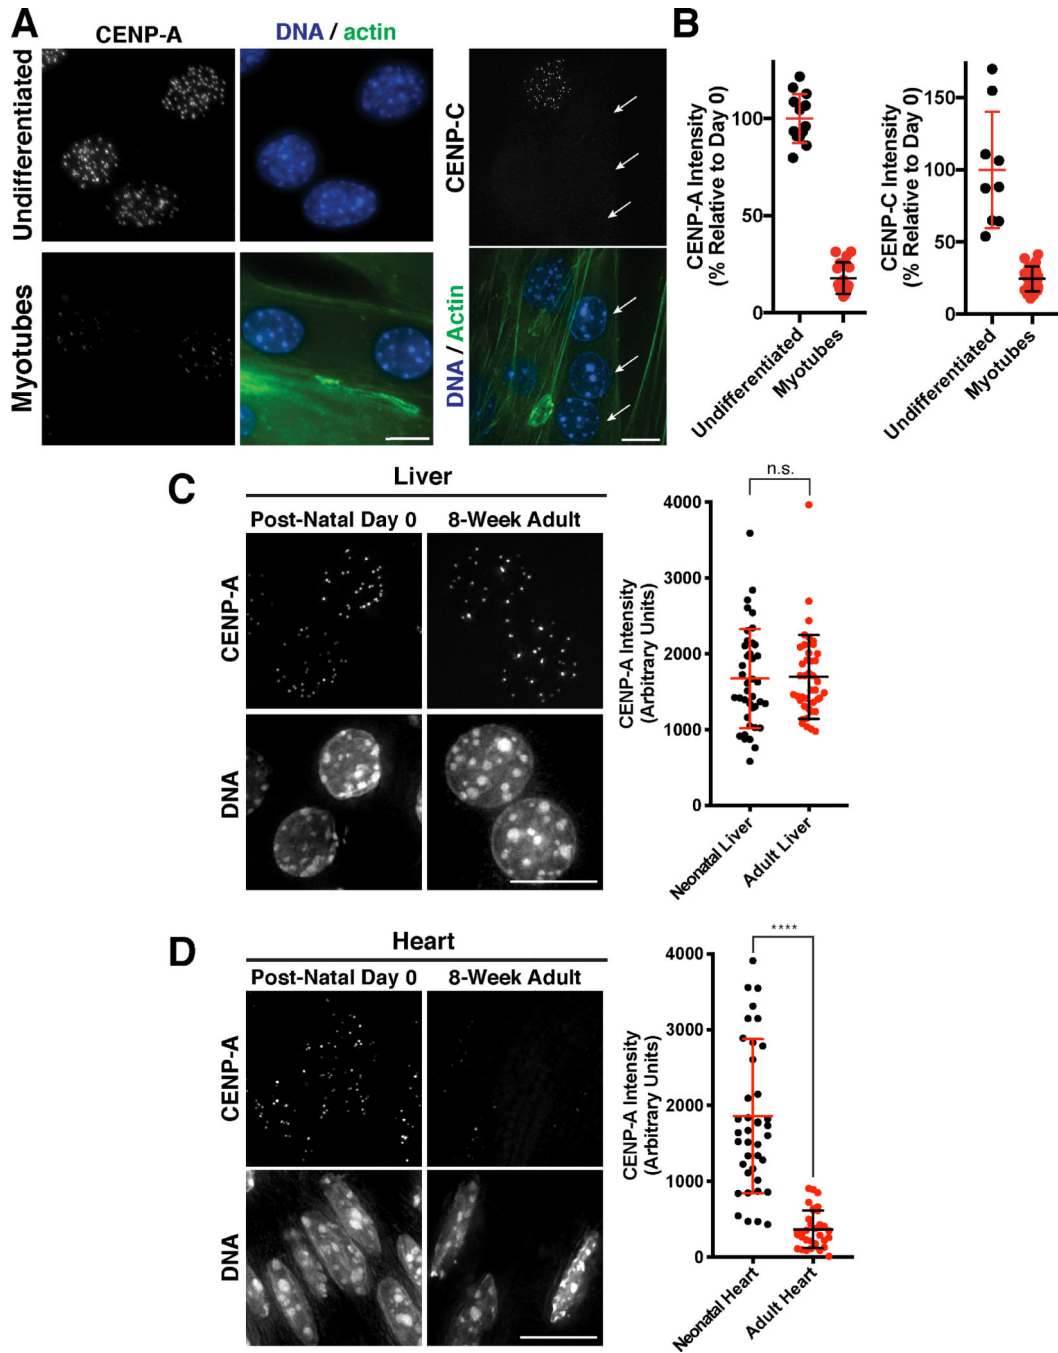 A
CENP-A
DNA / actin
Undifferentiated
Myotubes
CENP-C
DNA / Actin
B
CENP-A Intensity
(% Relative to Day 0)
100
50
0
Undifferentiated
Myotubes
CENP-C Intensity
(% Relative to Day 0)
150
100
50
0
Undifferentiated
Myotubes
C
Liver
Post-Natal Day 0
8-Week Adult
CENP-A
DNA
n.s.
CENP-A Intensity
(Arbitrary Units)
4000
3000
2000
1000
0
Neonatal Liver
Adult Liver
D
Heart
Post-Natal Day 0
8-Week Adult
CENP-A
DNA
****
CENP-A Intensity
(Arbitrary Units)
4000
3000
2000
1000
0
Neonatal Heart
Adult Heart